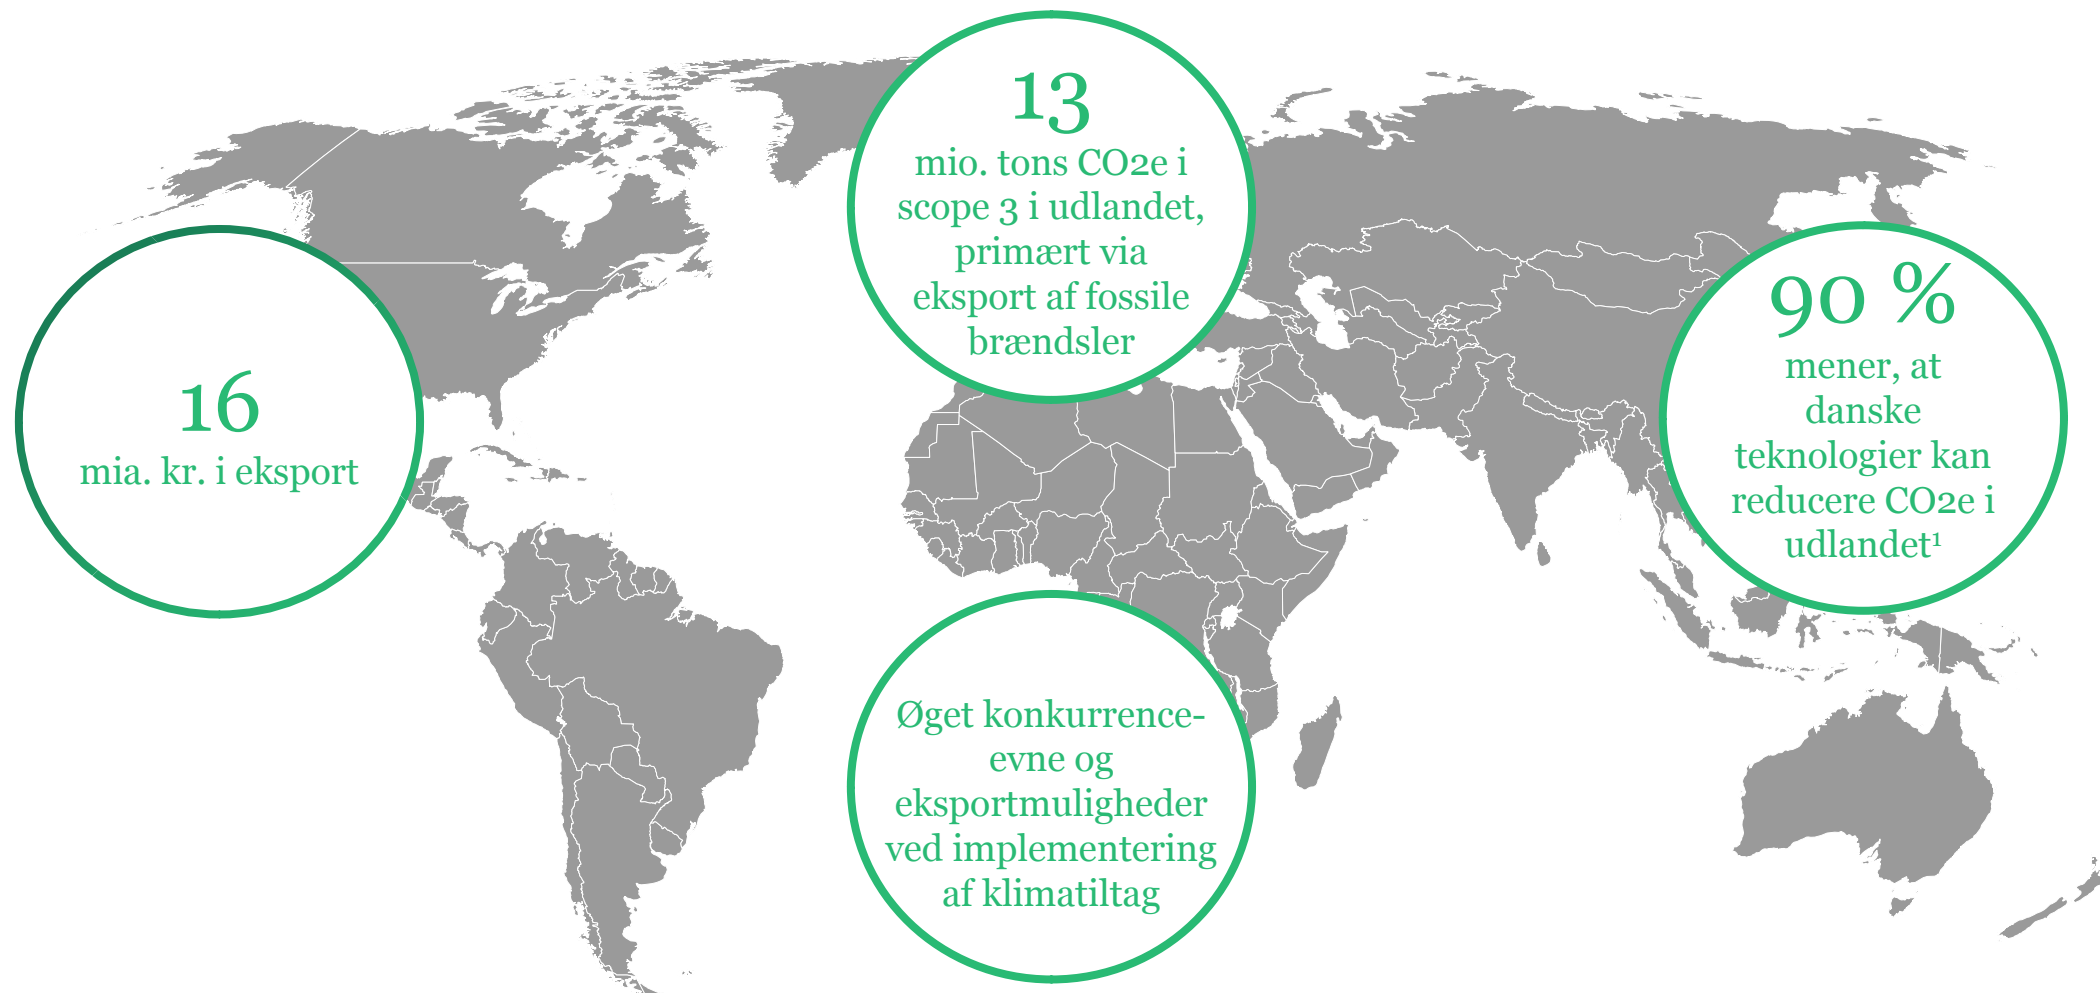 16
mia. kr. i eksport
13
mio. tons CO2e i
scope 3 i udlandet,
primært via
eksport af fossile
brændsler
Øget konkurrence-
evne og
eksportmuligheder
ved implementering
af klimatiltag
90 %
mener, at
danske
teknologier kan
reducere CO2e i
udlandet¹